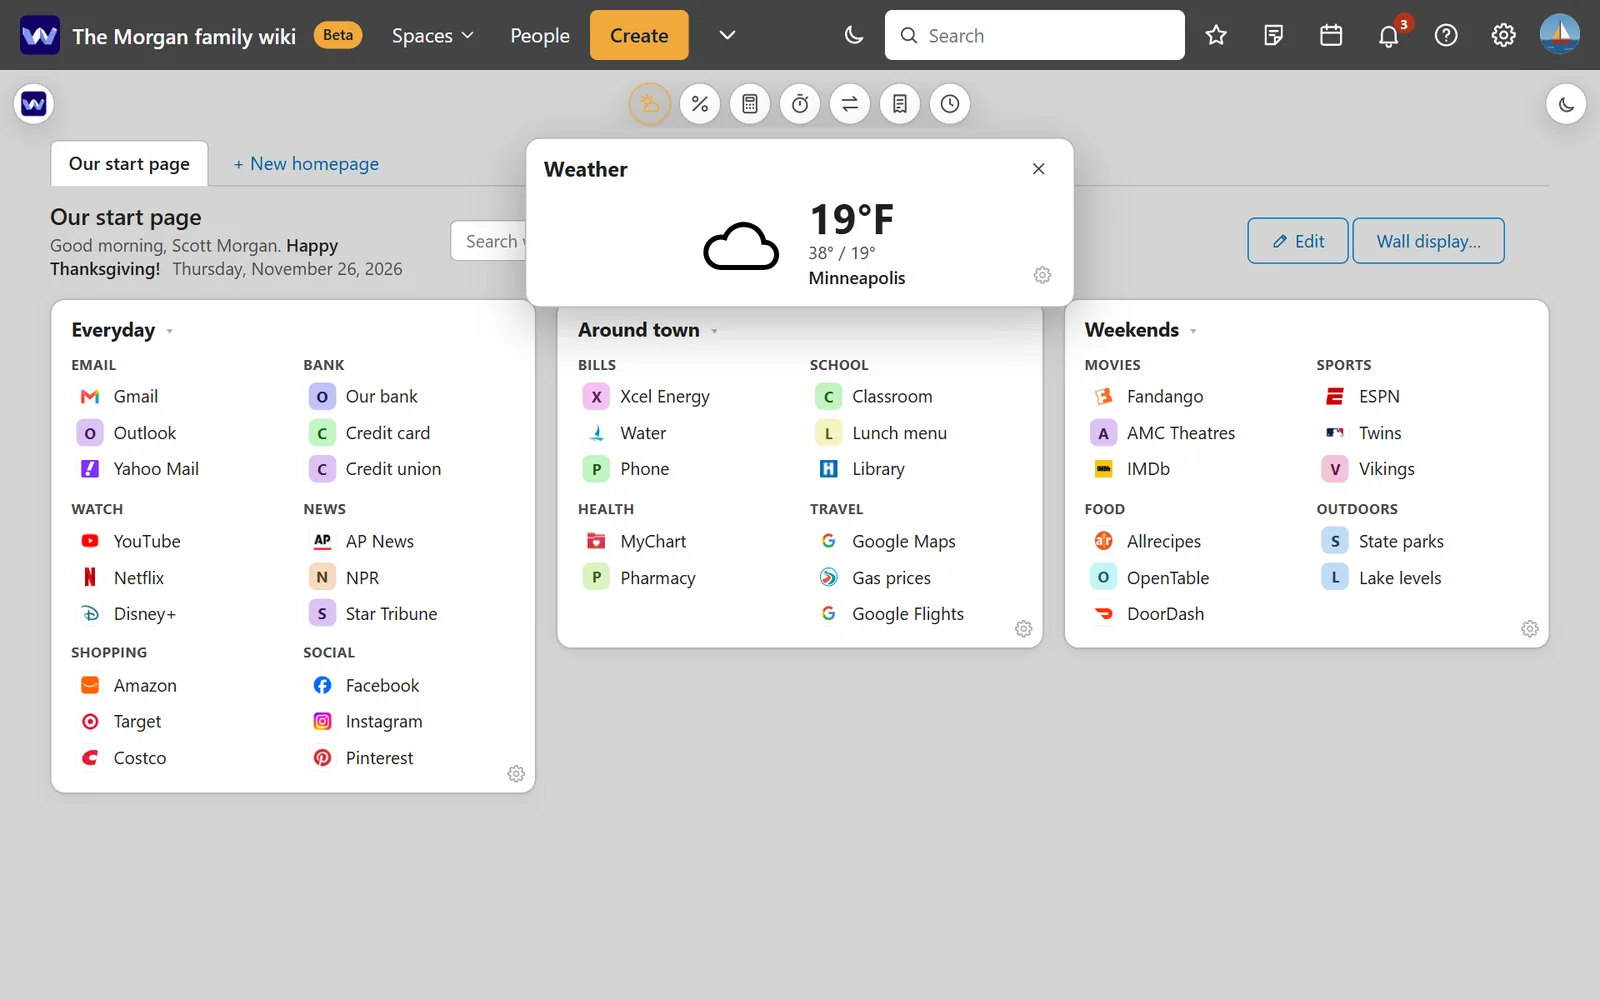 The Morgan family wiki
Beta
Spaces
People
Create
Search
3
Our start page
+ New homepage
Weather
19°F
38° / 19°
Minneapolis
Our start page
Good morning, Scott Morgan. Happy
Thanksgiving! Thursday, November 26, 2026
Search
Edit
Wall display...
Everyday
EMAIL
Gmail
O Outlook
Yahoo Mail
BANK
O Our bank
C Credit card
C Credit union
WATCH
YouTube
Netflix
Disney+
NEWS
AP AP News
N NPR
S Star Tribune
SHOPPING
Amazon
Target
Costco
SOCIAL
Facebook
Instagram
Pinterest
Around town
BILLS
X Xcel Energy
Water
P Phone
SCHOOL
C Classroom
L Lunch menu
Library
HEALTH
MyChart
P Pharmacy
TRAVEL
Google Maps
Gas prices
Google Flights
Weekends
MOVIES
Fandango
A AMC Theatres
IMDb IMDb
SPORTS
ESPN
Twins
V Vikings
FOOD
Allrecipes
O OpenTable
DoorDash
OUTDOORS
S State parks
L Lake levels